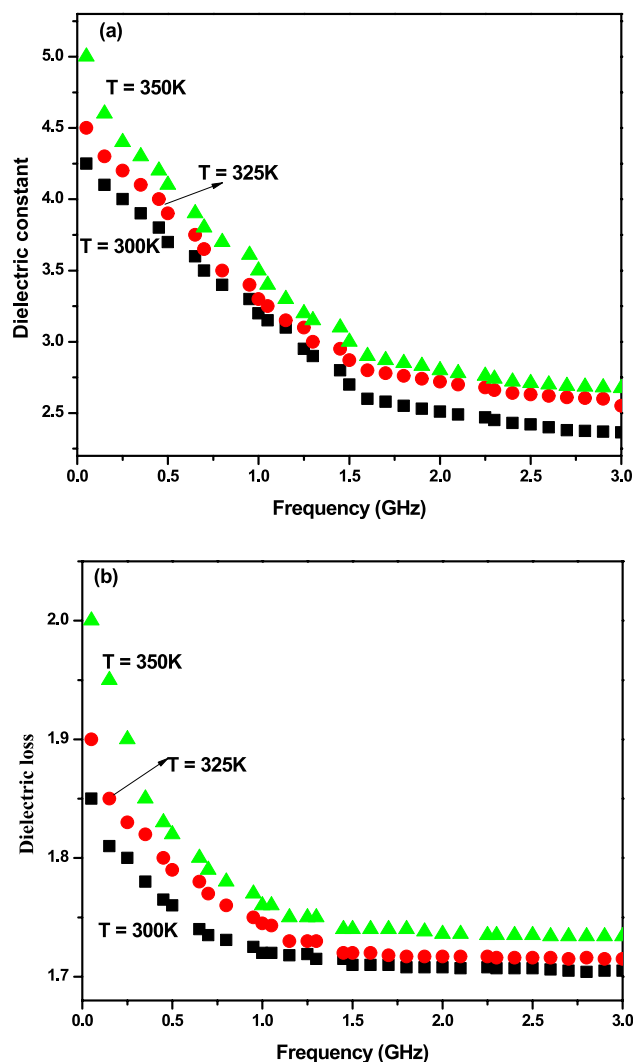 (a)
5.0
T = 350K
4.5
T = 325K
4.0
T = 300K
3.5
3.0
2.5
Dielectric constant
0.0 0.5 1.0 1.5 2.0 2.5 3.0
Frequency (GHz)
(b)
2.0
T = 350K
1.9
T = 325K
1.8
T = 300K
1.7
Dielectric loss
0.0 0.5 1.0 1.5 2.0 2.5 3.0
Frequency (GHz)